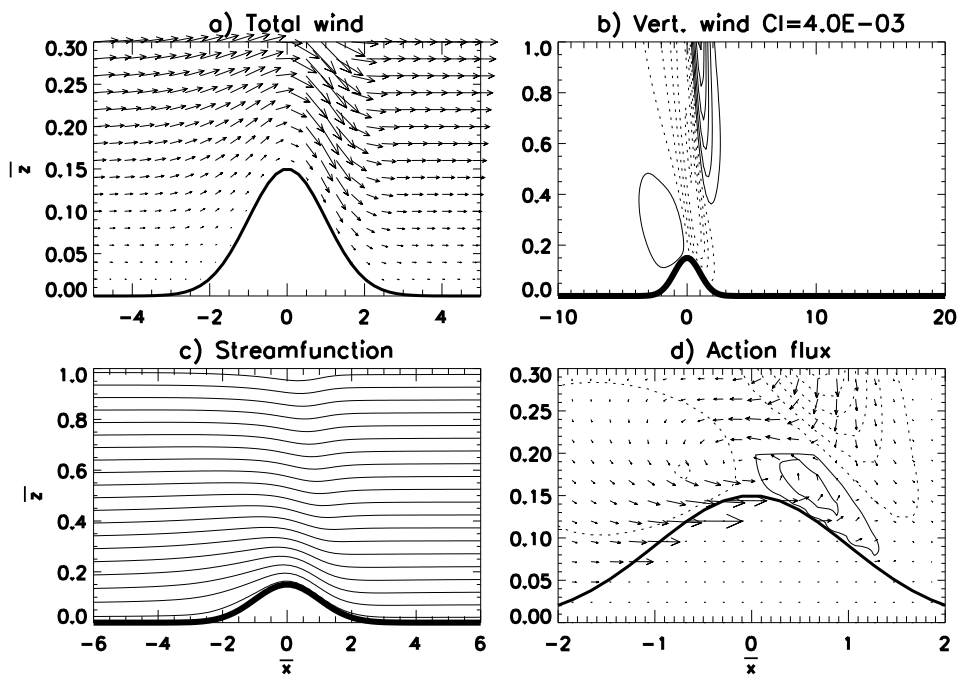 a) Total wind
b) Vert. wind CI=4.0E−03
0.30
0.25
0.20
0.15
0.10
0.05
0.00
z
−4 −2 0 2 4
1.0
0.8
0.6
0.4
0.2
0.0
−10 0 10 20
c) Streamfunction
d) Action flux
1.0
0.8
0.6
0.4
0.2
0.0
z
−6 −4 −2 0 2 4 6
x
0.30
0.25
0.20
0.15
0.10
0.05
0.00
−2 −1 0 1 2
x